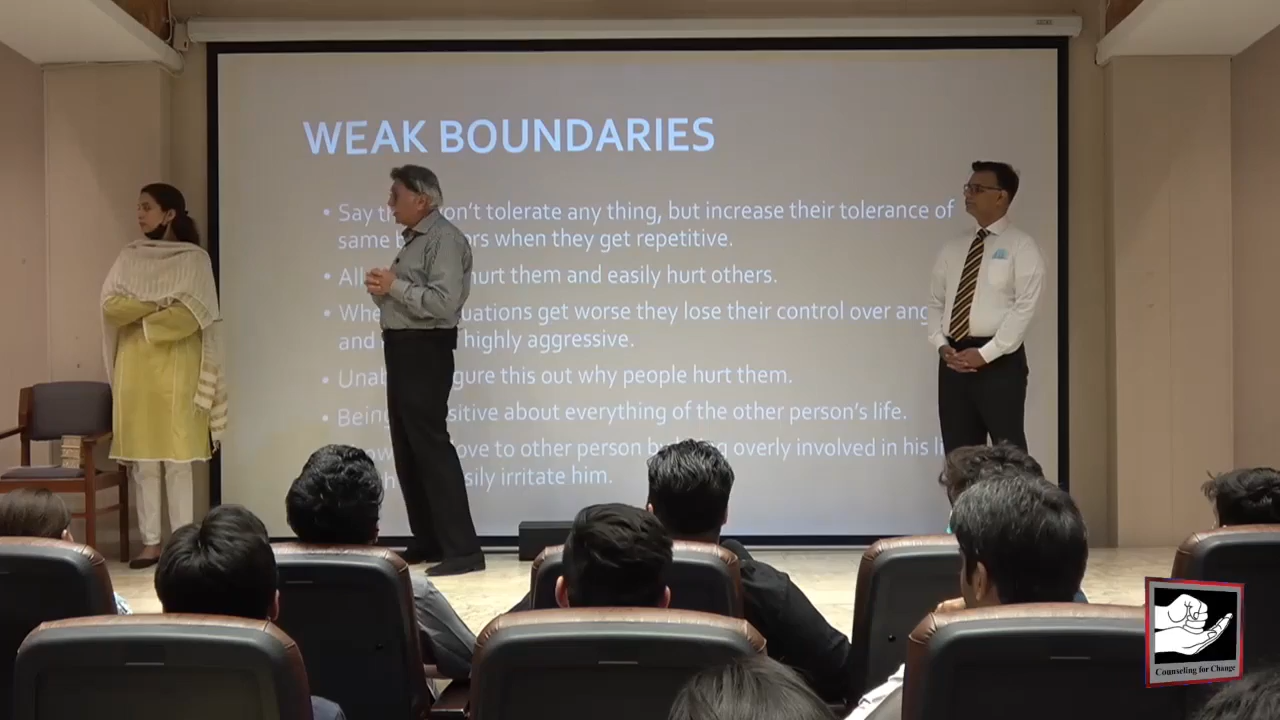 WEAK BOUNDARIES
• Say th on't tolerate any thing, but increase their tolerance of
same b rs when they get repetitive.
• All hurt them and easily hurt others.
• Whe uations get worse they lose their control over ang
and highly aggressive.
• Unab gure this out why people hurt them.
• Being sitive about everything of the other person's life.
ove to other person b overly involved in his li
sily irritate him.
Counseling for Change